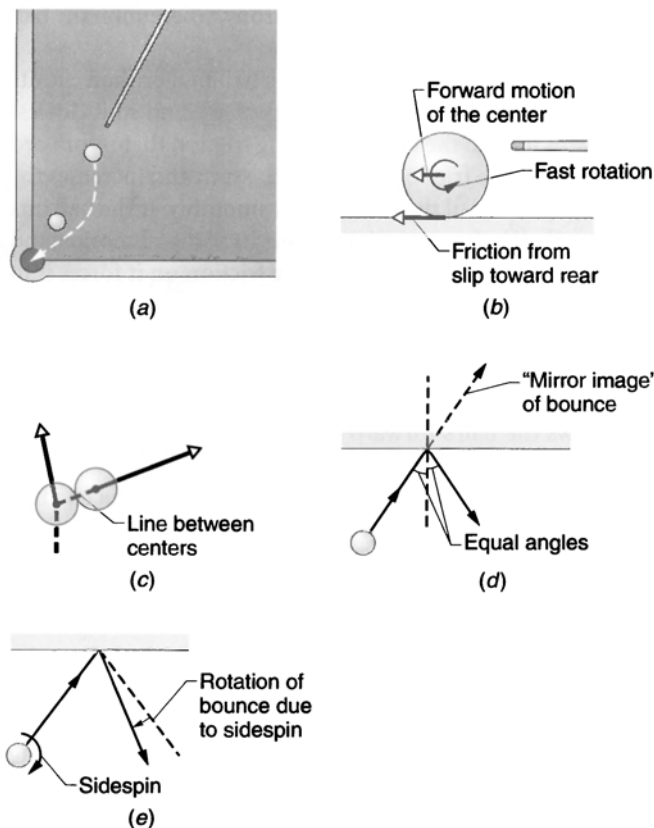 (a)
Forward motion
of the center
Fast rotation
Friction from
slip toward rear
(b)
Line between
centers
(c)
"Mirror image'
of bounce
Equal angles
(d)
Rotation of
bounce due
to sidespin
Sidespin
(e)